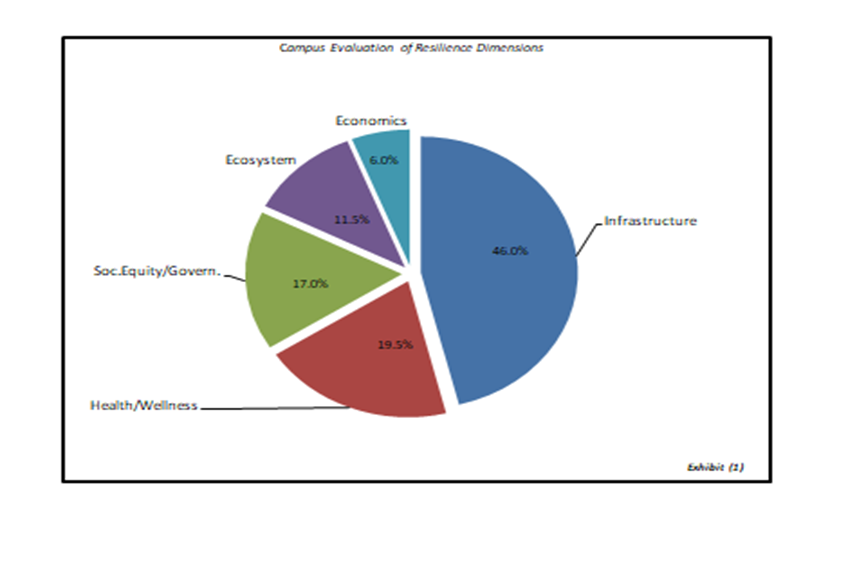 Campus Evaluation of Resilience Dimensions
Economics
6.0%
Ecosystem
11.5%
Infrastructure
46.0%
Soc.Equity/Govern.
17.0%
19.5%
Health/Wellness
Exhibit (1)